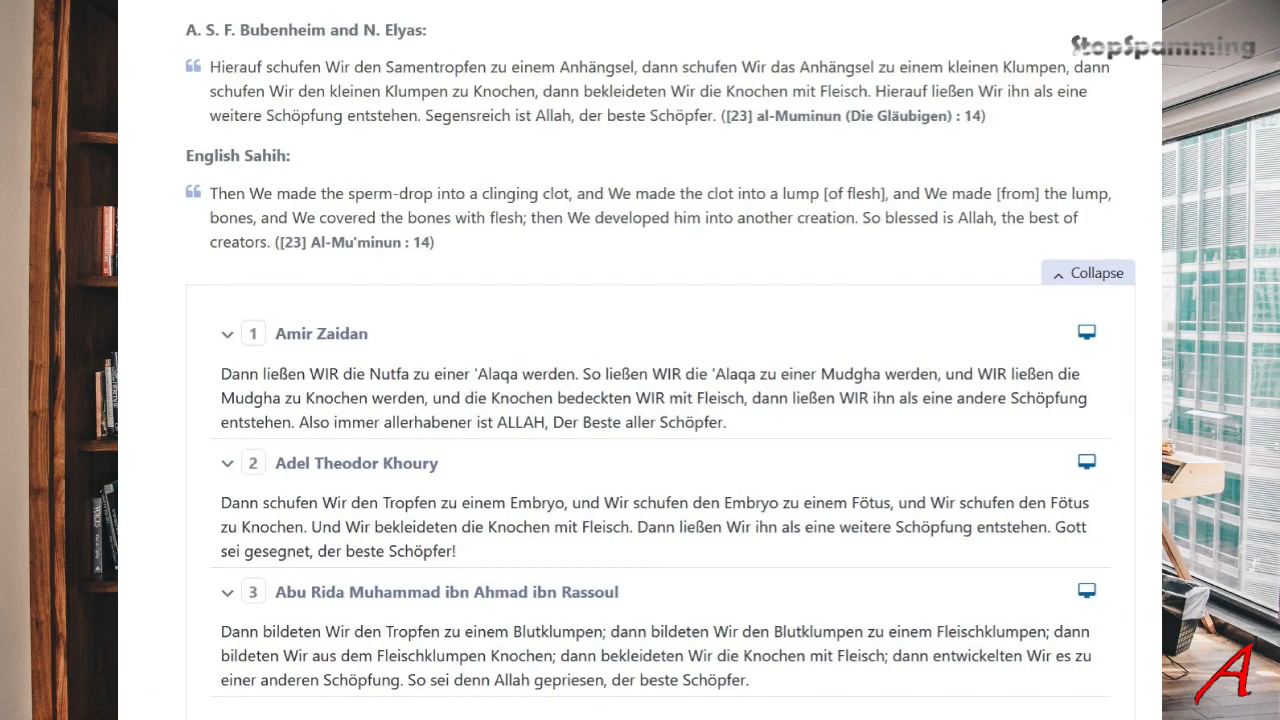 StopSpamming
A. S. F. Bubenheim and N. Elyas:
Hierauf schufen Wir den Samentropfen zu einem Anhängsel, dann schufen Wir das Anhängsel zu einem kleinen Klumpen, dann
schufen Wir den kleinen Klumpen zu Knochen, dann bekleideten Wir die Knochen mit Fleisch. Hierauf ließen Wir ihn als eine
weitere Schöpfung entstehen. Segensreich ist Allah, der beste Schöpfer. ([23] al-Muminun (Die Gläubigen) : 14)
English Sahih:
Then We made the sperm-drop into a clinging clot, and We made the clot into a lump [of flesh], and We made [from] the lump,
bones, and We covered the bones with flesh; then We developed him into another creation. So blessed is Allah, the best of
creators. ([23] Al-Mu'minun : 14)
Collapse
1 Amir Zaidan
Dann ließen WIR die Nutfa zu einer 'Alaqa werden. So ließen WIR die 'Alaqa zu einer Mudgha werden, und WIR ließen die
Mudgha zu Knochen werden, und die Knochen bedeckten WIR mit Fleisch, dann ließen WIR ihn als eine andere Schöpfung
entstehen. Also immer allerhabener ist ALLAH, Der Beste aller Schöpfer.
2 Adel Theodor Khoury
Dann schufen Wir den Tropfen zu einem Embryo, und Wir schufen den Embryo zu einem Fötus, und Wir schufen den Fötus
zu Knochen. Und Wir bekleideten die Knochen mit Fleisch. Dann ließen Wir ihn als eine weitere Schöpfung entstehen. Gott
sei gesegnet, der beste Schöpfer!
3 Abu Rida Muhammad ibn Ahmad ibn Rassoul
Dann bildeten Wir den Tropfen zu einem Blutklumpen; dann bildeten Wir den Blutklumpen zu einem Fleischklumpen; dann
bildeten Wir aus dem Fleischklumpen Knochen; dann bekleideten Wir die Knochen mit Fleisch; dann entwickelten Wir es zu
einer anderen Schöpfung. So sei denn Allah gepriesen, der beste Schöpfer.
A